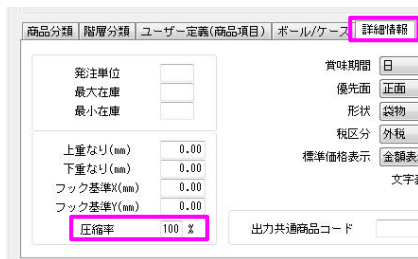 商品分類 階層分類 ユーザー定義(商品項目) ボール/ケース 詳細情報
発注単位
最大在庫
最小在庫
上重なり(mm) 0.00
下重なり(mm) 0.00
フック基準X(mm) 0.00
フック基準Y(mm) 0.00
圧縮率 100 %
賞味期間 日
優先面 正面
形状 袋物
税区分 外税
標準価格表示 金額表
文字
出力共通商品コード